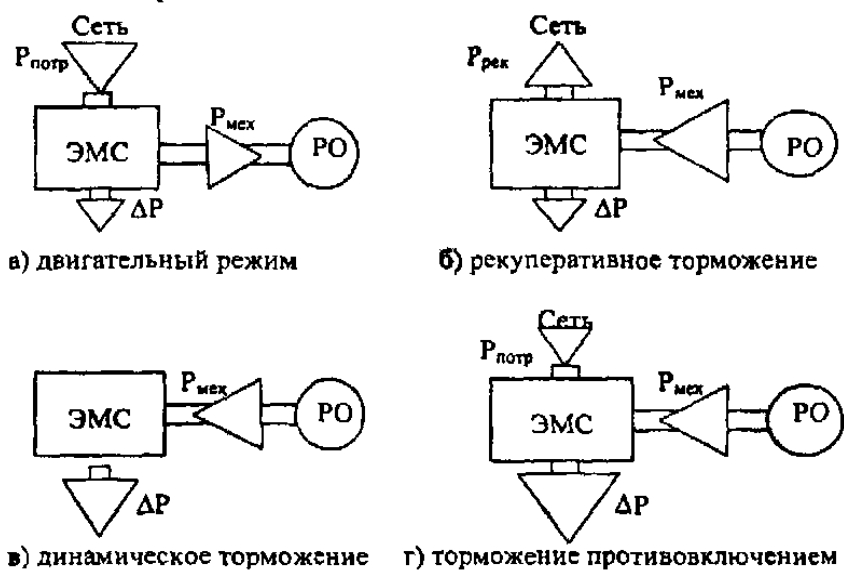 Сеть
Pпотр
Pмех
ЭМС
РО
ΔP
а) двигательный режим
Сеть
Pрек
Pмех
ЭМС
РО
ΔP
б) рекуперативное торможение
Pмех
ЭМС
РО
ΔP
в) динамическое торможение
Сеть
Pпотр
Pмех
ЭМС
РО
ΔP
г) торможение противовключением